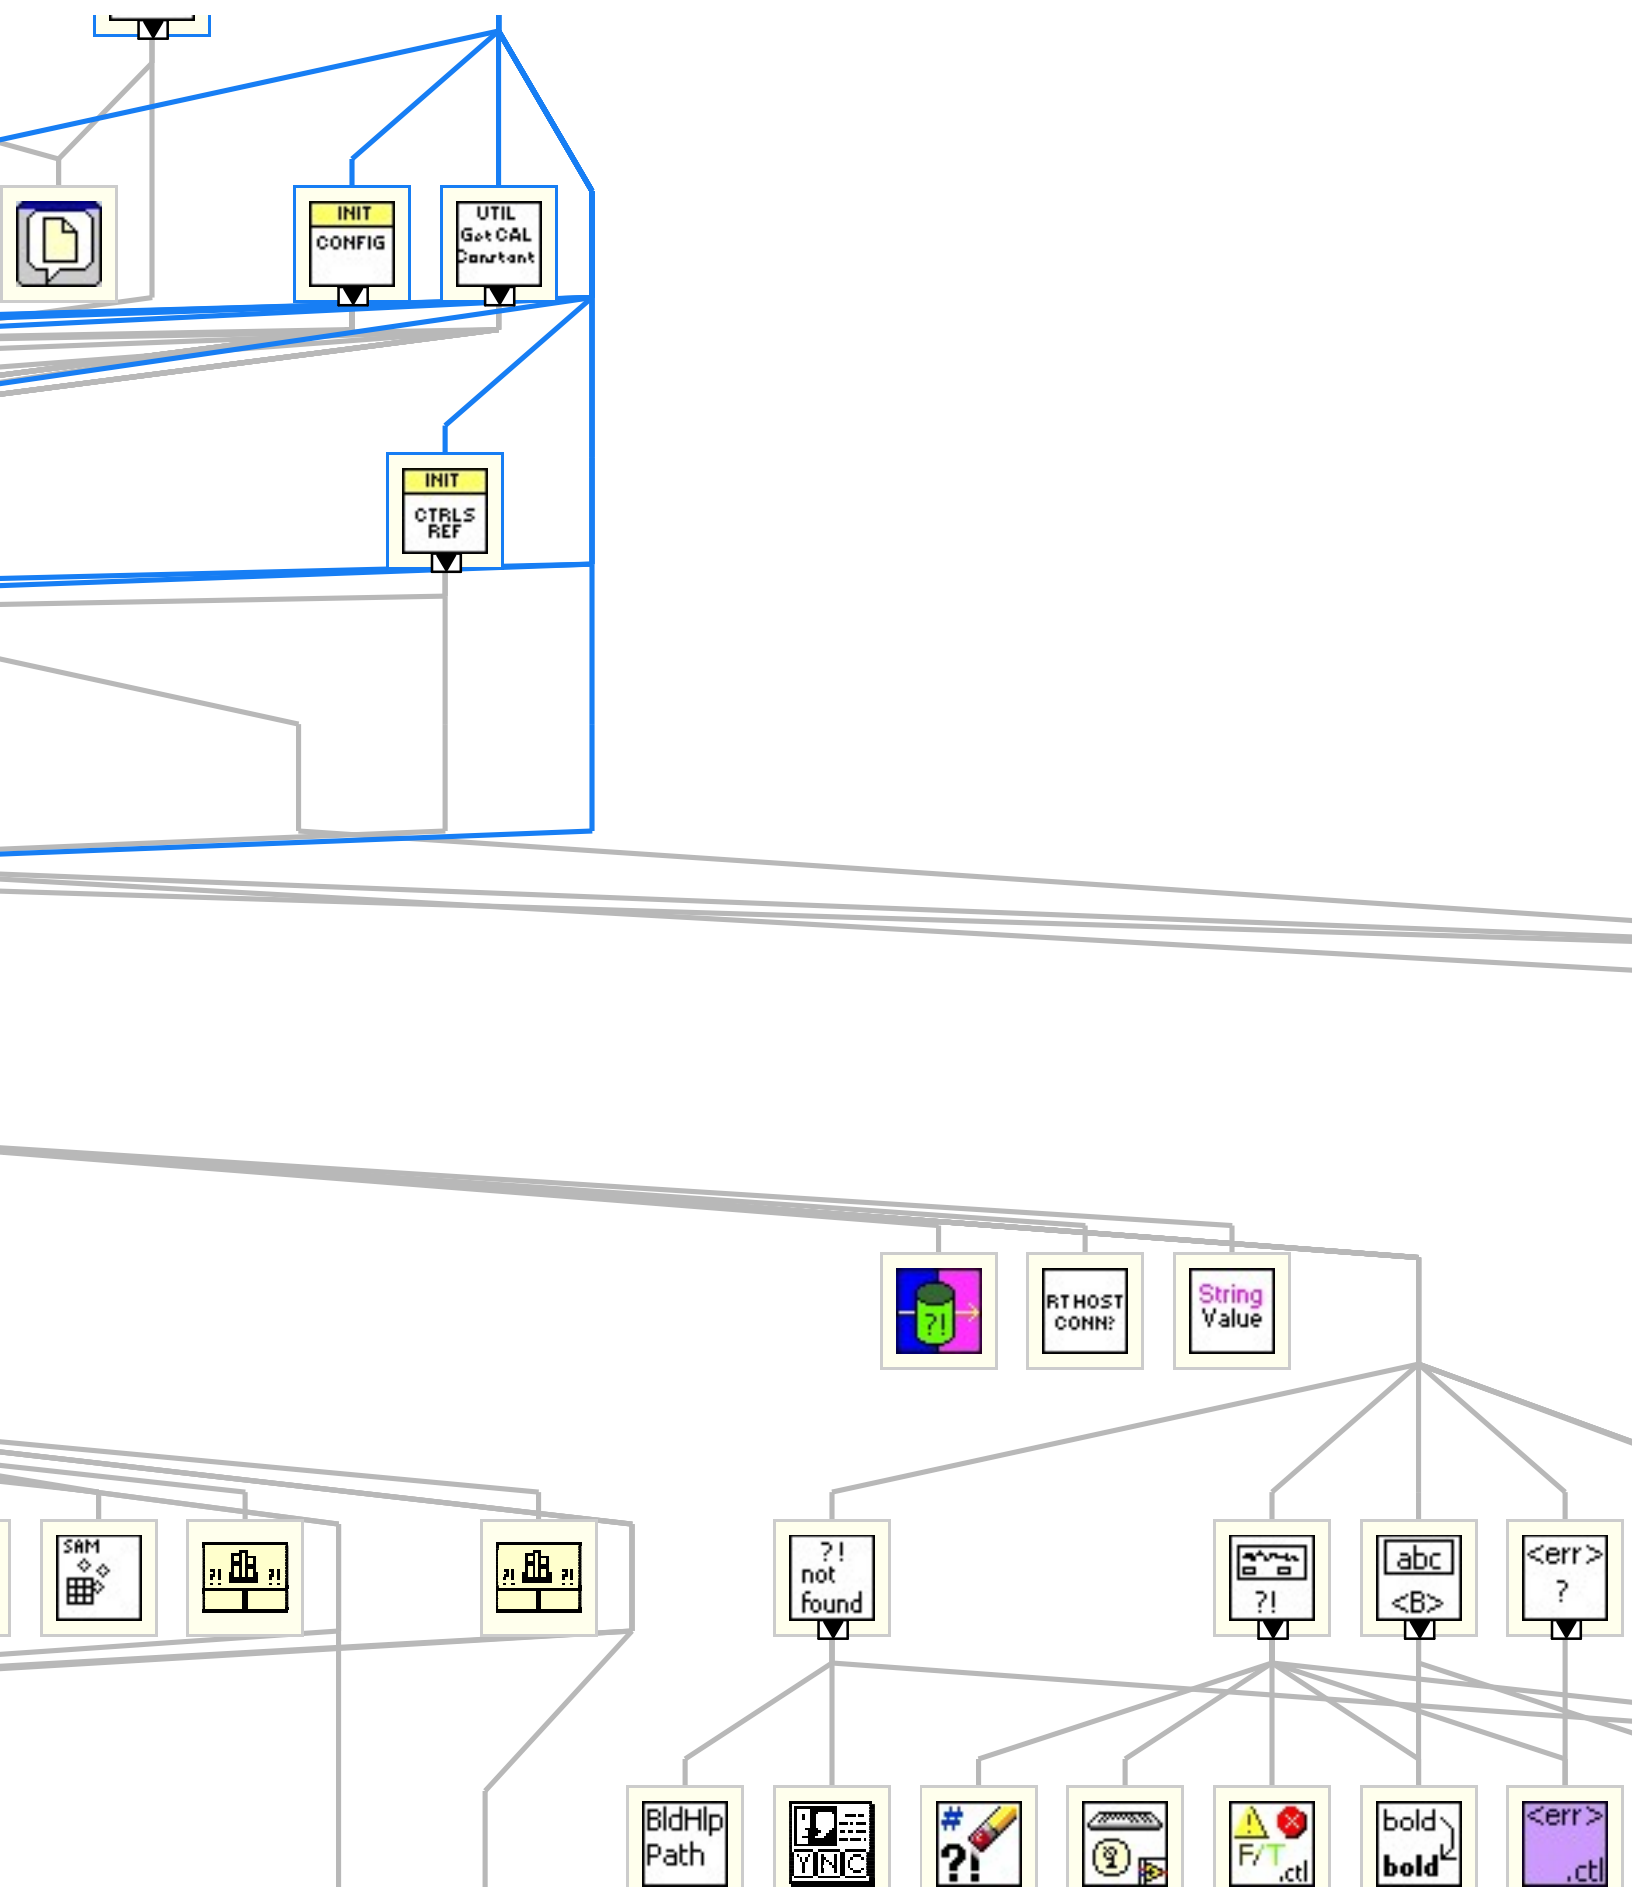 INIT
CONFIG
UTIL
Get CAL
Constant
INIT
CTRLS
REF
?!
RT HOST
CONN?
String
Value
SAM
?! ?!
?! ?!
?!
not
found
?!
abc
<B>
<err>
?
BldHlp
Path
Y N C
#
?!
?
F/T
.ctl
bold
bold
<err>
.ctl